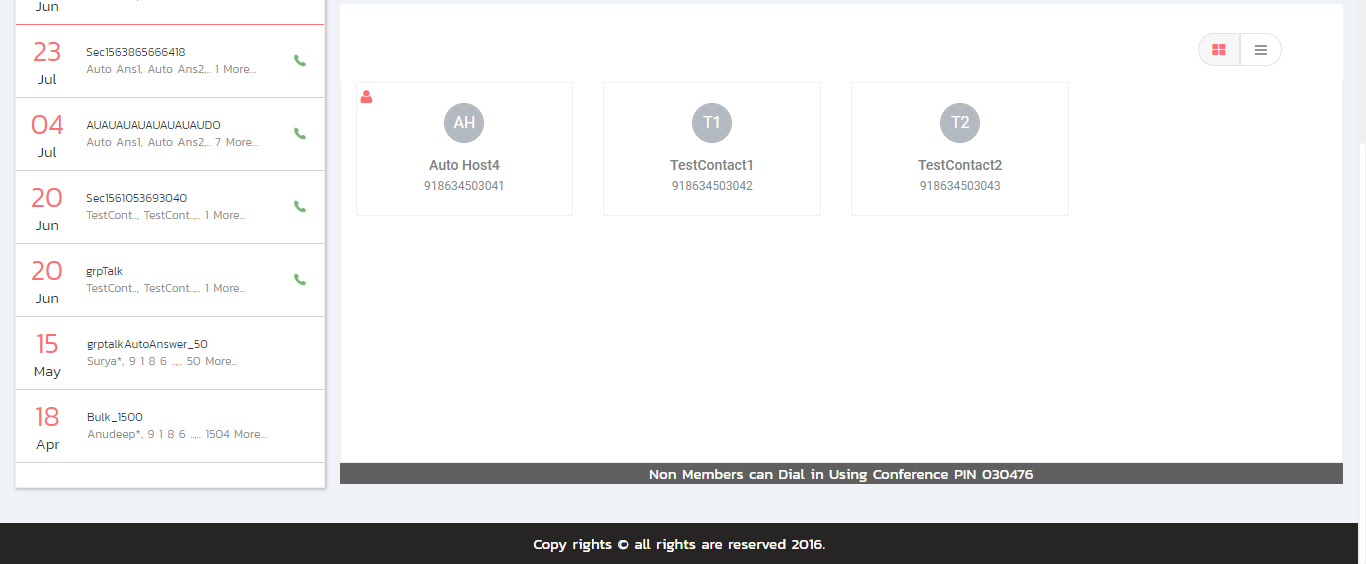 Jun
23
Jul
Sec1563865666418
Auto Ans1, Auto Ans2,.. 1 More...
04
Jul
AUAUAUAUAUAUAUAUDO
Auto Ans1, Auto Ans2,.. 7 More...
20
Jun
Sec1561053693040
TestCont.., TestCont..,.. 1 More...
20
Jun
grpTalk
TestCont.., TestCont..,.. 1 More...
15
May
grptalkAutoAnswer_50
Surya*, 9 1 8 6 ..,.. 50 More...
18
Apr
Bulk_1500
Anudeep*, 9 1 8 6 ..,.. 1504 More...
AH
Auto Host4
918634503041
T1
TestContact1
918634503042
T2
TestContact2
918634503043
Non Members can Dial in Using Conference PIN 030476
Copy rights © all rights are reserved 2016.